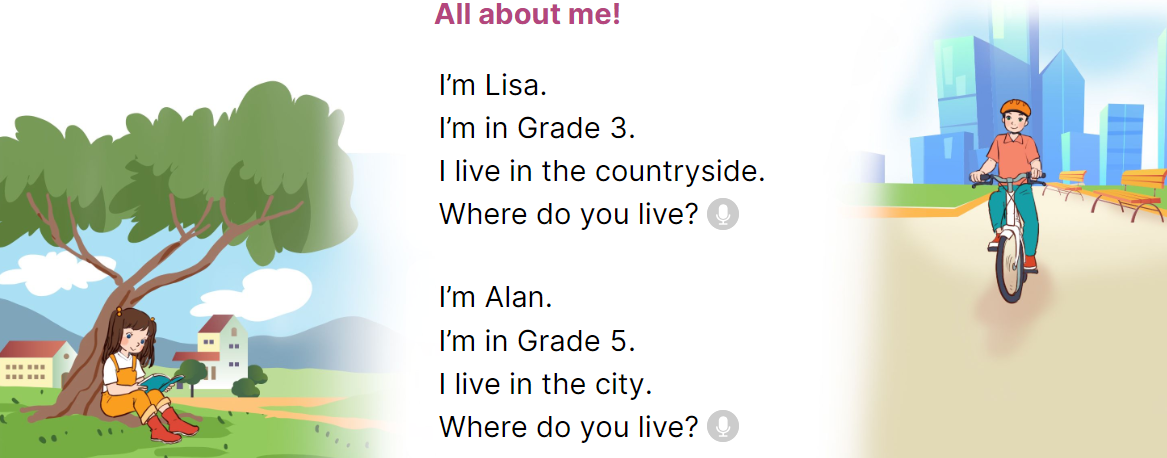 All about me!
I'm Lisa.
I'm in Grade 3.
I live in the countryside.
Where do you live?
I'm Alan.
I'm in Grade 5.
I live in the city.
Where do you live?